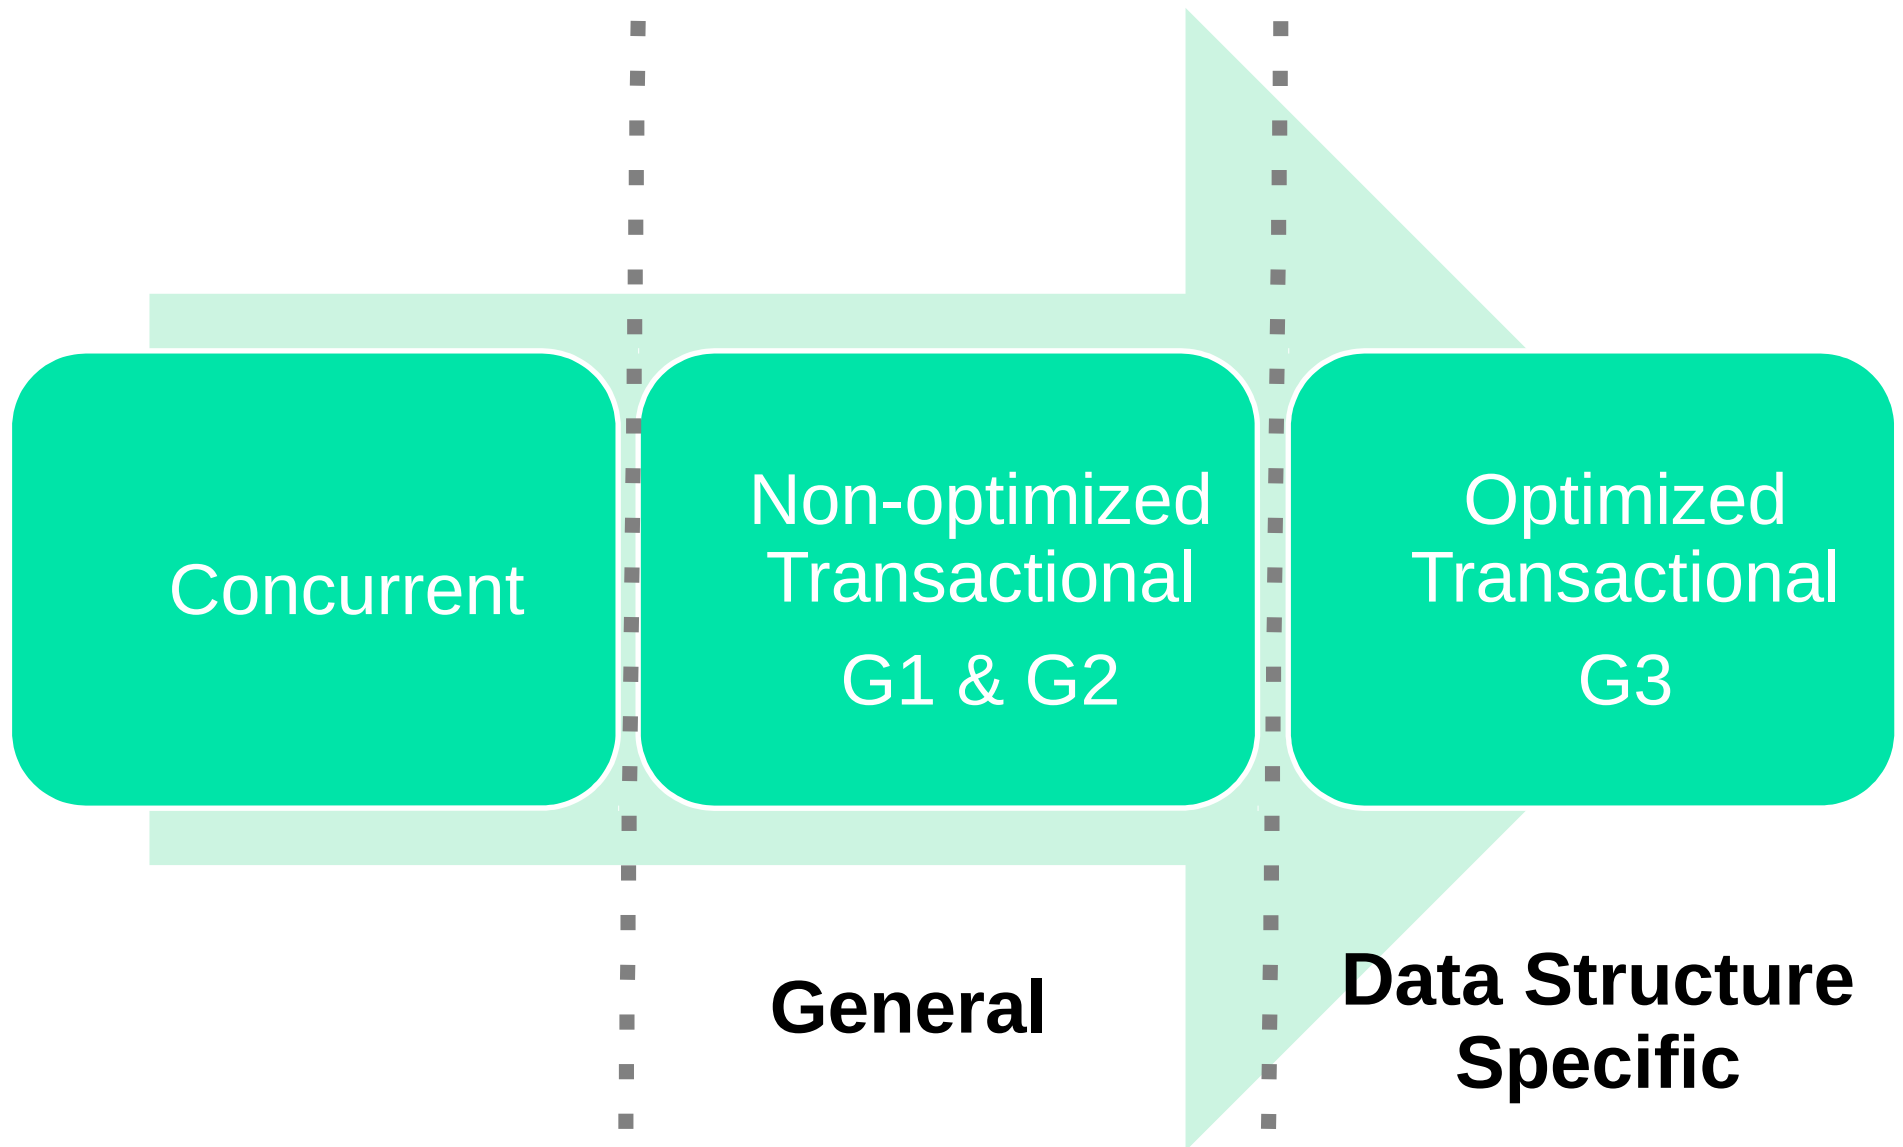 Concurrent
Non-optimized
Transactional
G1 & G2
Optimized
Transactional
G3
General
Data Structure
Specific